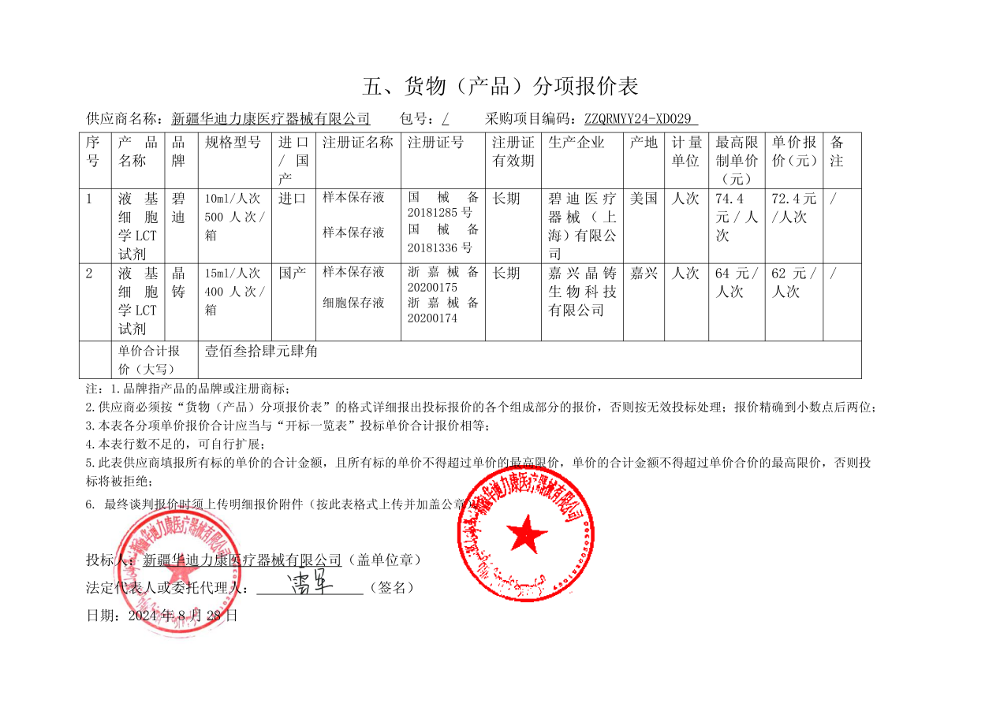 五、货物（产品）分项报价表
供应商名称：新疆华迪力康医疗器械有限公司 包号：/ 采购项目编码：ZZQRMYY24-XD029
序号 产品名称 品牌 规格型号 进口/国产 注册证名称 注册证号 注册证有效期 生产企业 产地 计量单位 最高限制单价（元） 单价报价（元） 备注
1 液基细胞学LCT试剂 碧迪 10ml/人次 500人次/箱 进口 样本保存液 样本保存液 国械备20181285号 国械备20181336号 长期 碧迪医疗器械（上海）有限公司 美国 人次 74.4元/人次 72.4元/人次 /
2 液基细胞学LCT试剂 晶铸 15ml/人次 400人次/箱 国产 样本保存液 细胞保存液 浙嘉械备20200175 浙嘉械备20200174 长期 嘉兴晶铸生物科技有限公司 嘉兴 人次 64元/人次 62元/人次 /
单价合计报价（大写） 壹佰叁拾肆元肆角
注：1.品牌指产品的品牌或注册商标；
2.供应商必须按“货物（产品）分项报价表”的格式详细报出投标报价的各个组成部分的报价，否则按无效投标处理；报价精确到小数点后两位；
3.本表各分项单价报价合计应当与“开标一览表”投标单价合计报价相等；
4.本表行数不足的，可自行扩展；
5.此表供应商填报所有标的单价的合计金额，且所有标的单价不得超过单价的最高限价，单价的合计金额不得超过单价合价的最高限价，否则投
标将被拒绝；
6. 最终谈判报价时须上传明细报价附件（按此表格式上传并加盖公章）
新疆华迪力康医疗器械有限公司
新疆华迪力康医疗器械有限公司
投标人：新疆华迪力康医疗器械有限公司（盖单位章）
法定代表人或委托代理人：（签名）
日期：2024年8月28日